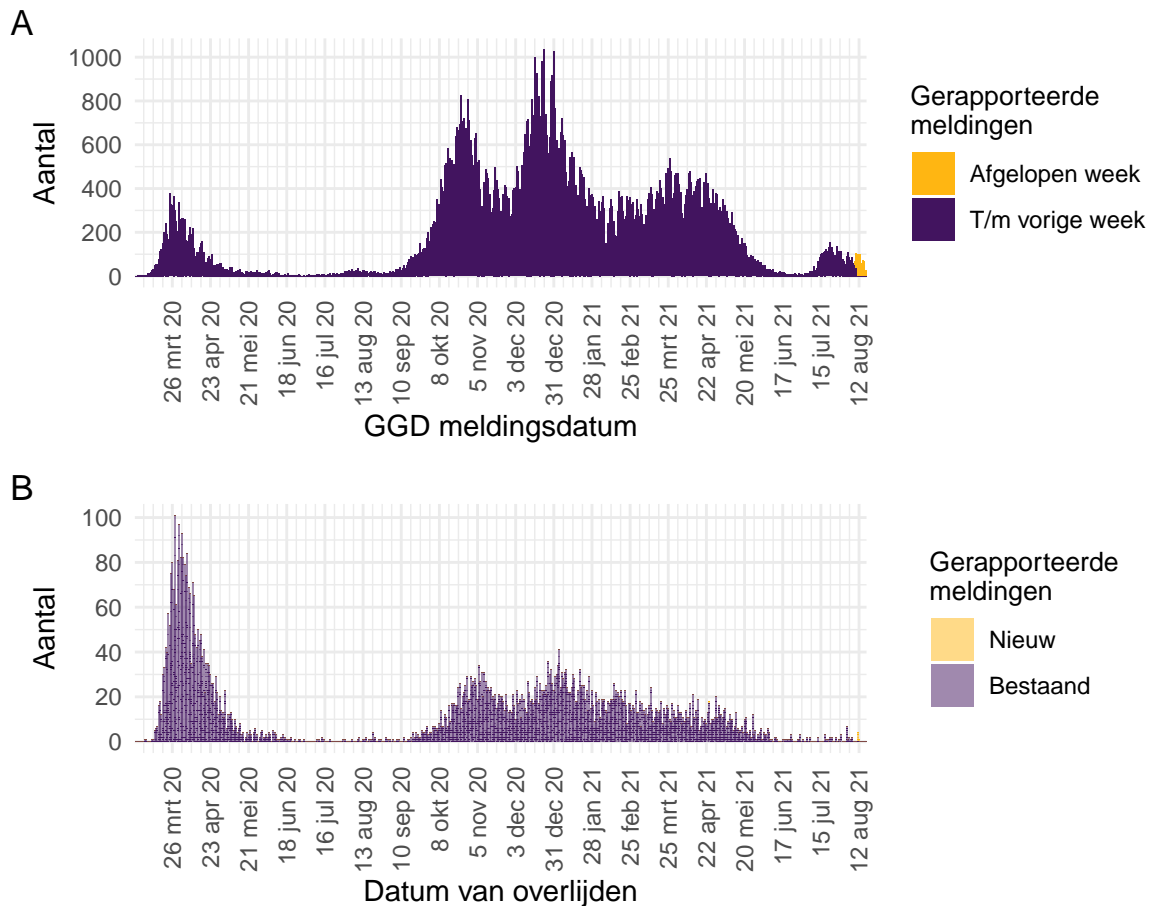 A
1000
800
600
400
200
0
Aantal
26 mrt 20
23 apr 20
21 mei 20
18 jun 20
16 jul 20
13 aug 20
10 sep 20
8 okt 20
5 nov 20
3 dec 20
31 dec 20
28 jan 21
25 feb 21
25 mrt 21
22 apr 21
20 mei 21
17 jun 21
15 jul 21
12 aug 21
GGD meldingsdatum
Gerapporteerde
meldingen
Afgelopen week
T/m vorige week
B
100
80
60
40
20
0
Aantal
26 mrt 20
23 apr 20
21 mei 20
18 jun 20
16 jul 20
13 aug 20
10 sep 20
8 okt 20
5 nov 20
3 dec 20
31 dec 20
28 jan 21
25 feb 21
25 mrt 21
22 apr 21
20 mei 21
17 jun 21
15 jul 21
12 aug 21
Datum van overlijden
Gerapporteerde
meldingen
Nieuw
Bestaand